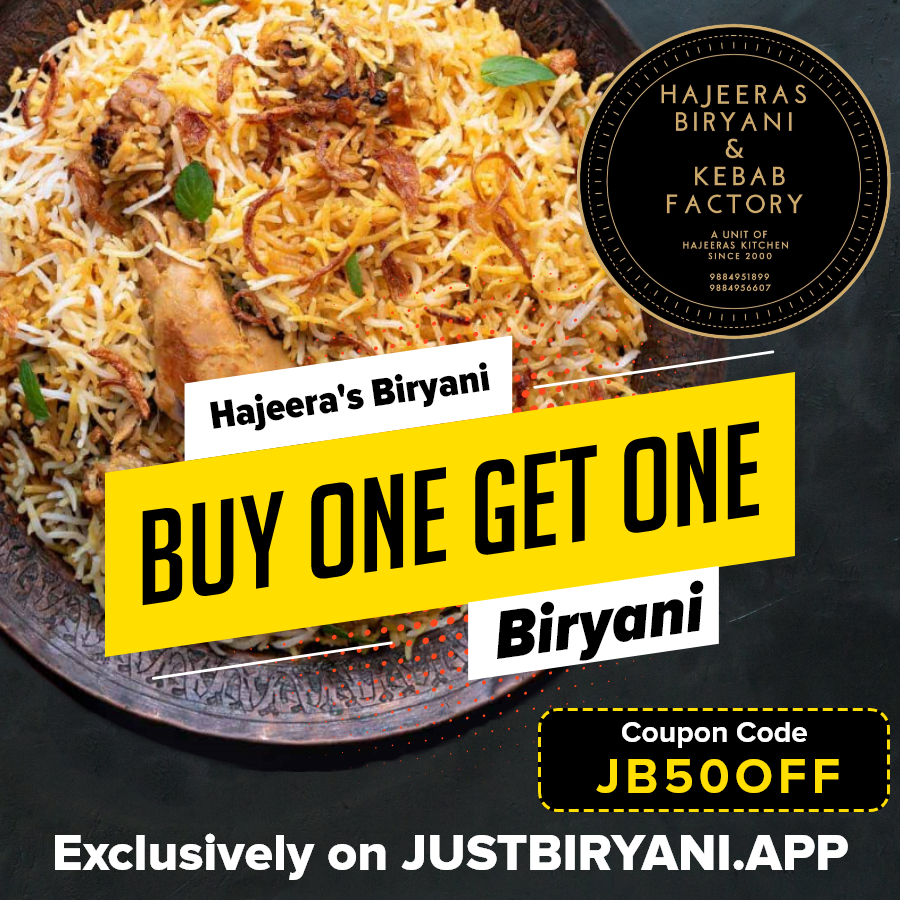 HAJEERAS
BIRYANI
&
KEBAB
FACTORY
A UNIT OF
HAJEERAS KITCHEN
SINCE 2000
9884951899
9884956607
Hajeera's Biryani
BUY ONE GET ONE
Biryani
Coupon Code
JB50OFF
Exclusively on JUSTBIRYANI.APP